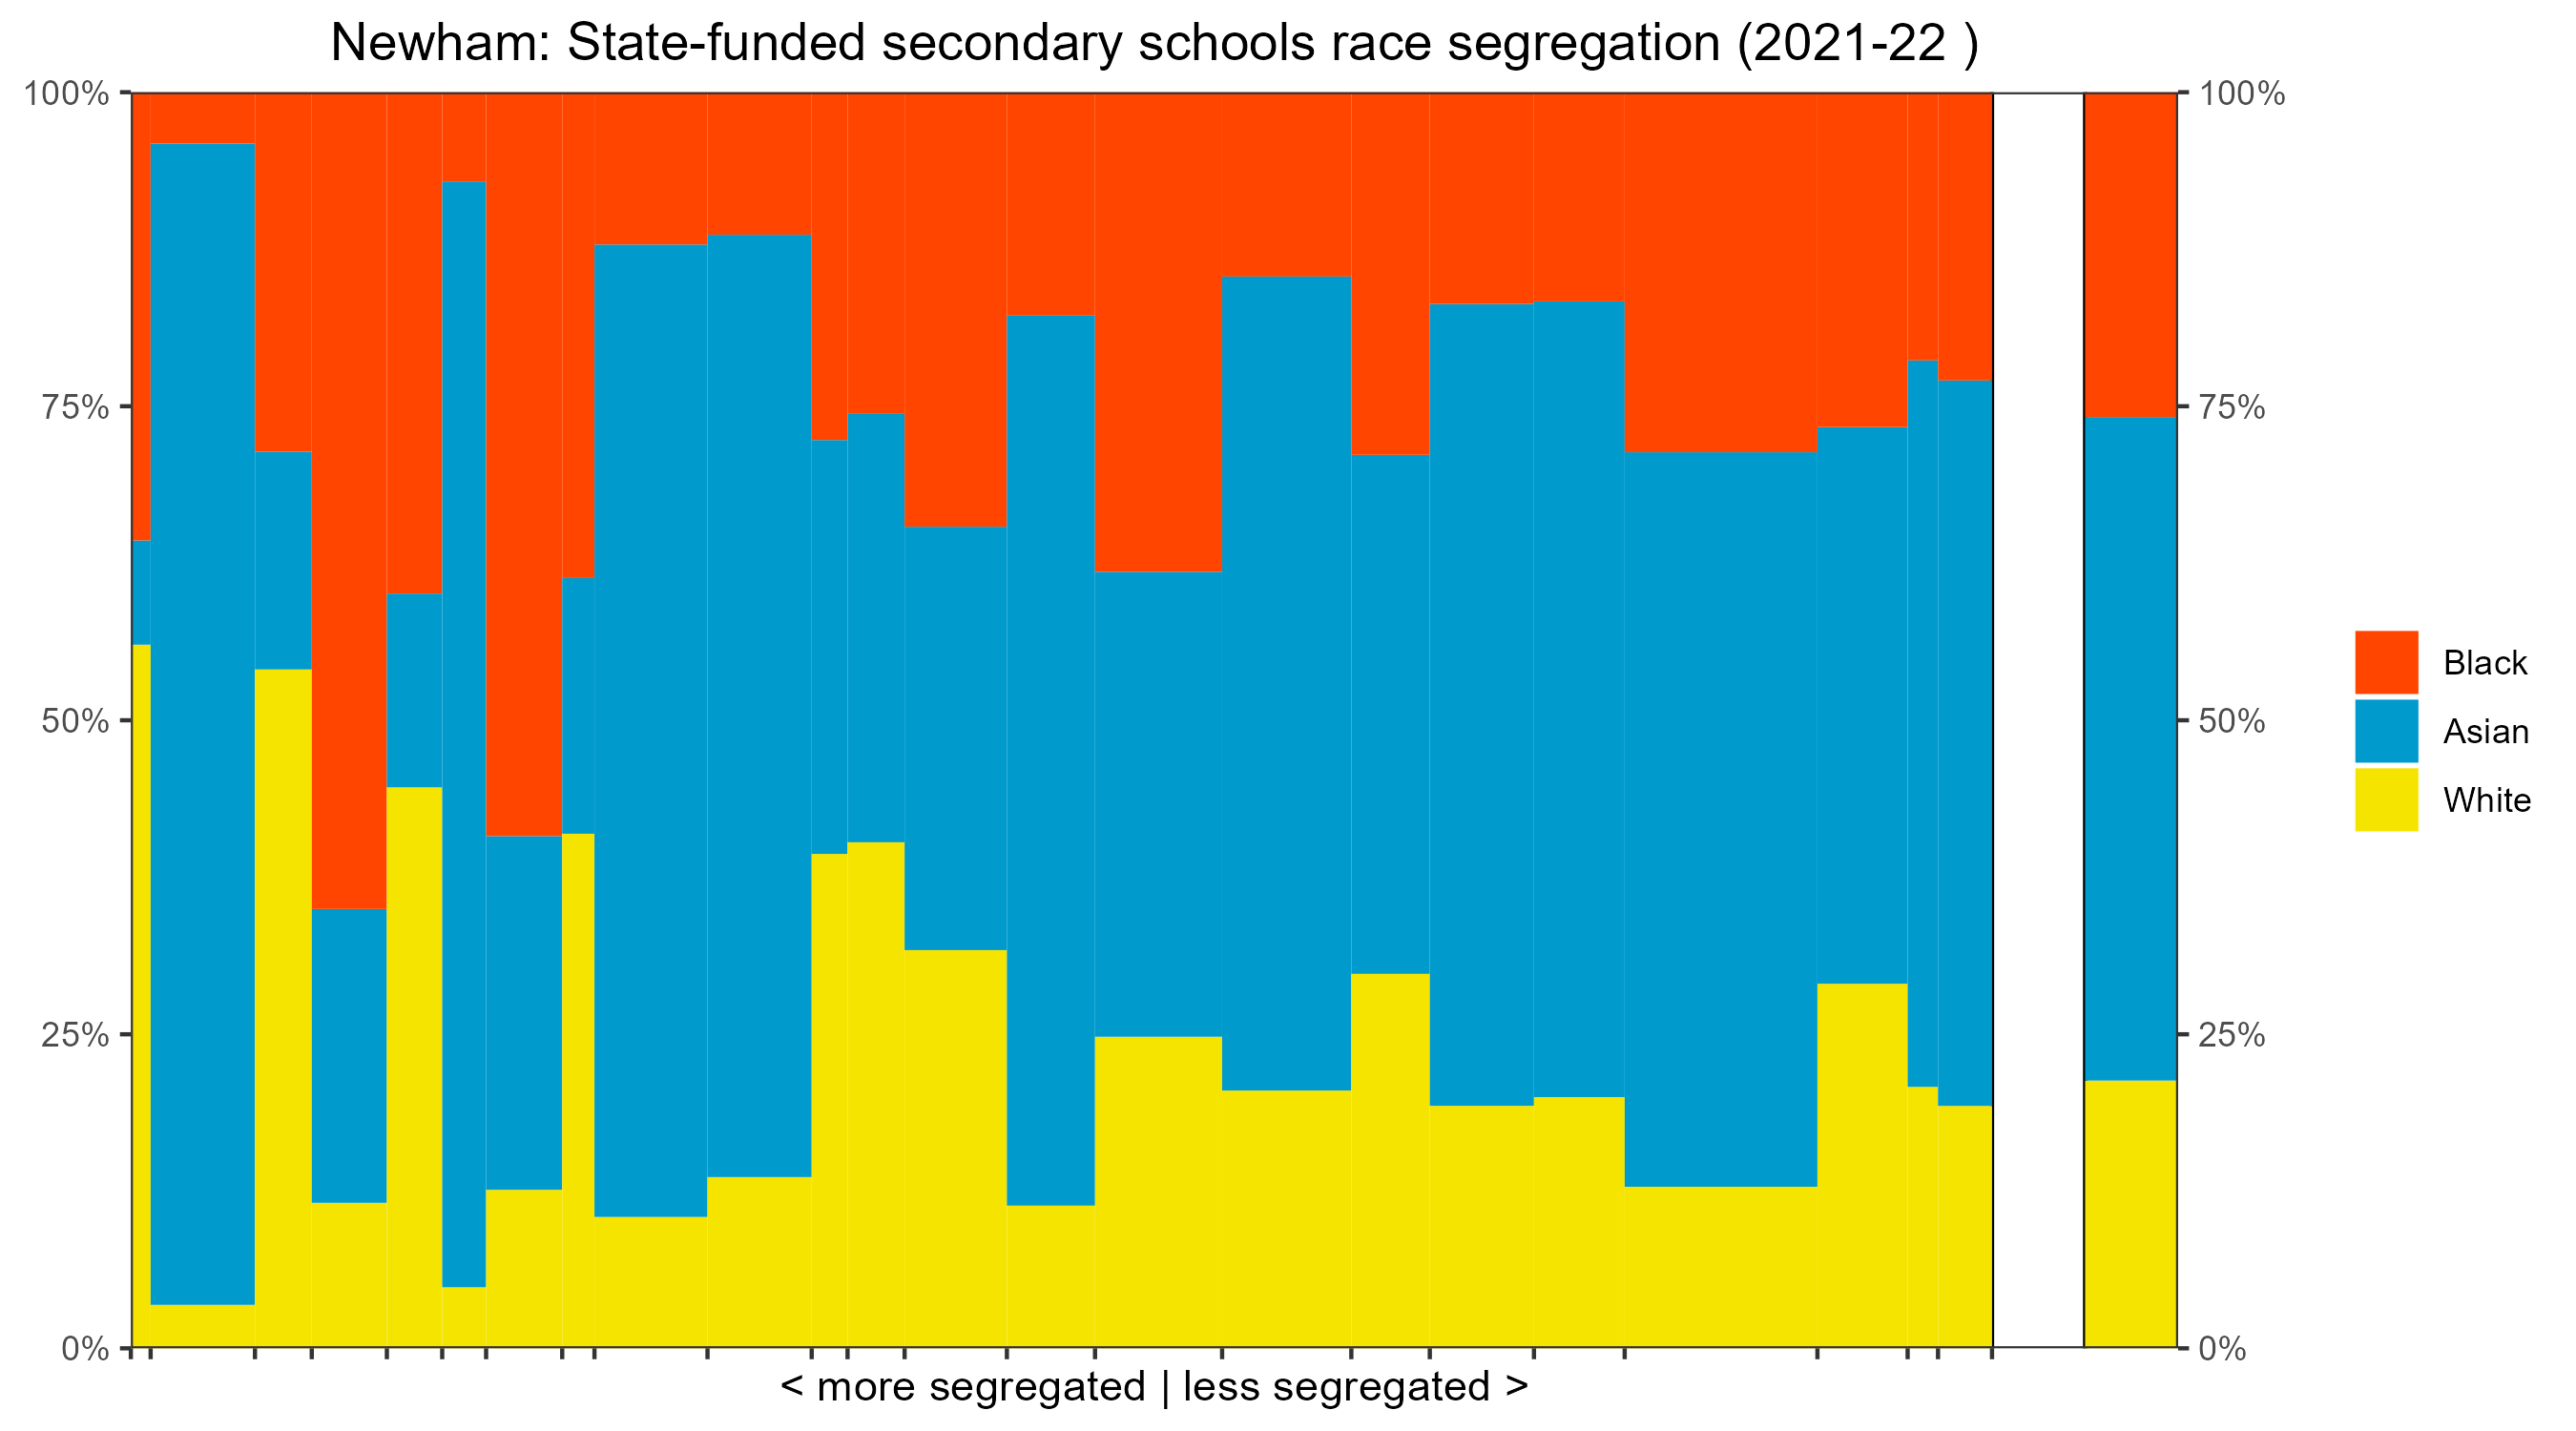 Newham: State-funded secondary schools race segregation (2021-22 )
100%
75%
50%
25%
0%
100%
75%
50%
25%
0%
Black
Asian
White
< more segregated | less segregated >